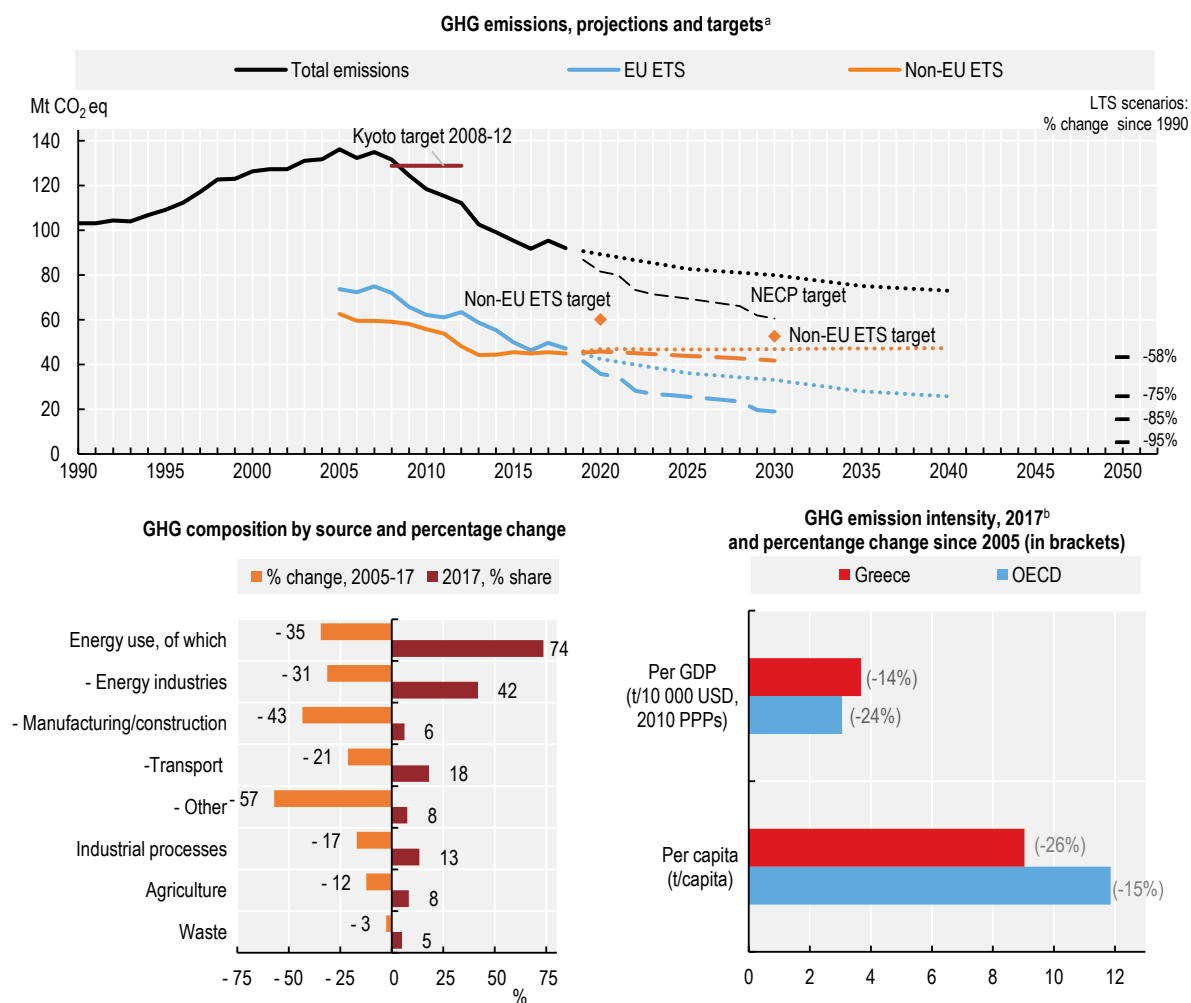 GHG emissions, projections and targetsᵃ
Total emissions EU ETS Non-EU ETS
Mt CO₂ eq
LTS scenarios:
% change since 1990
Kyoto target 2008-12
140
120
100
80
60
40
20
0
NECP target
Non-EU ETS target
Non-EU ETS target
-58%
-75%
-85%
-95%
1990 1995 2000 2005 2010 2015 2020 2025 2030 2035 2040 2045 2050
GHG composition by source and percentage change
% change, 2005-17 2017, % share
Energy use, of which - 35 74
- Energy industries - 31 42
- Manufacturing/construction - 43 6
-Transport - 21 18
- Other - 57 8
Industrial processes - 17 13
Agriculture - 12 8
Waste - 3 5
- 75 - 50 - 25 0 25 50 75
%
GHG emission intensity, 2017ᵇ
and percentange change since 2005 (in brackets)
Greece OECD
Per GDP
(t/10 000 USD,
2010 PPPs)
(-14%)
(-24%)
Per capita
(t/capita)
(-26%)
(-15%)
0 2 4 6 8 10 12